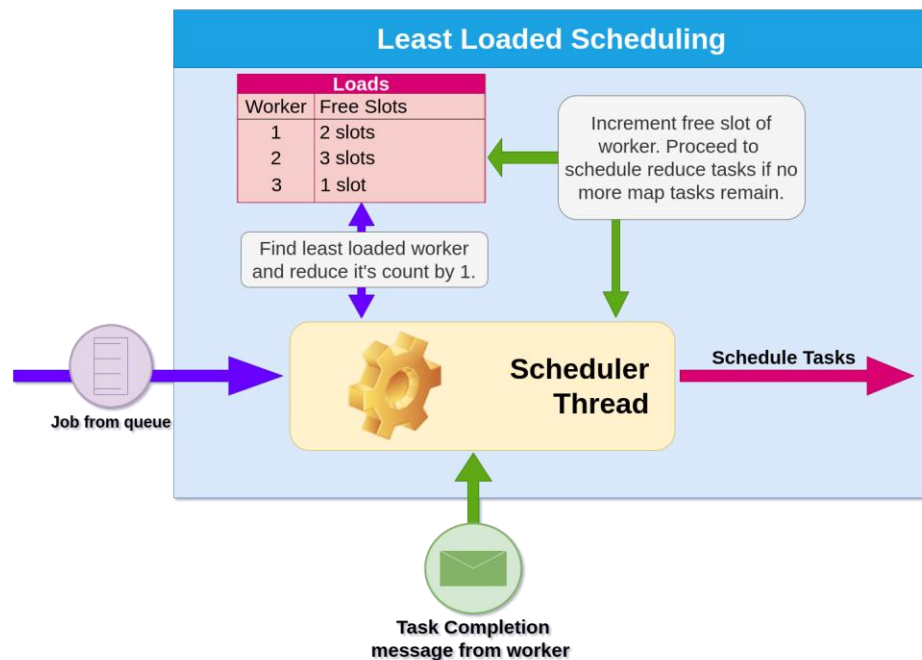 Least Loaded Scheduling
Loads
Worker Free Slots
1 2 slots
2 3 slots
3 1 slot
Increment free slot of
worker. Proceed to
schedule reduce tasks if no
more map tasks remain.
Find least loaded worker
and reduce it's count by 1.
Job from queue
Scheduler
Thread
Schedule Tasks
Task Completion
message from worker